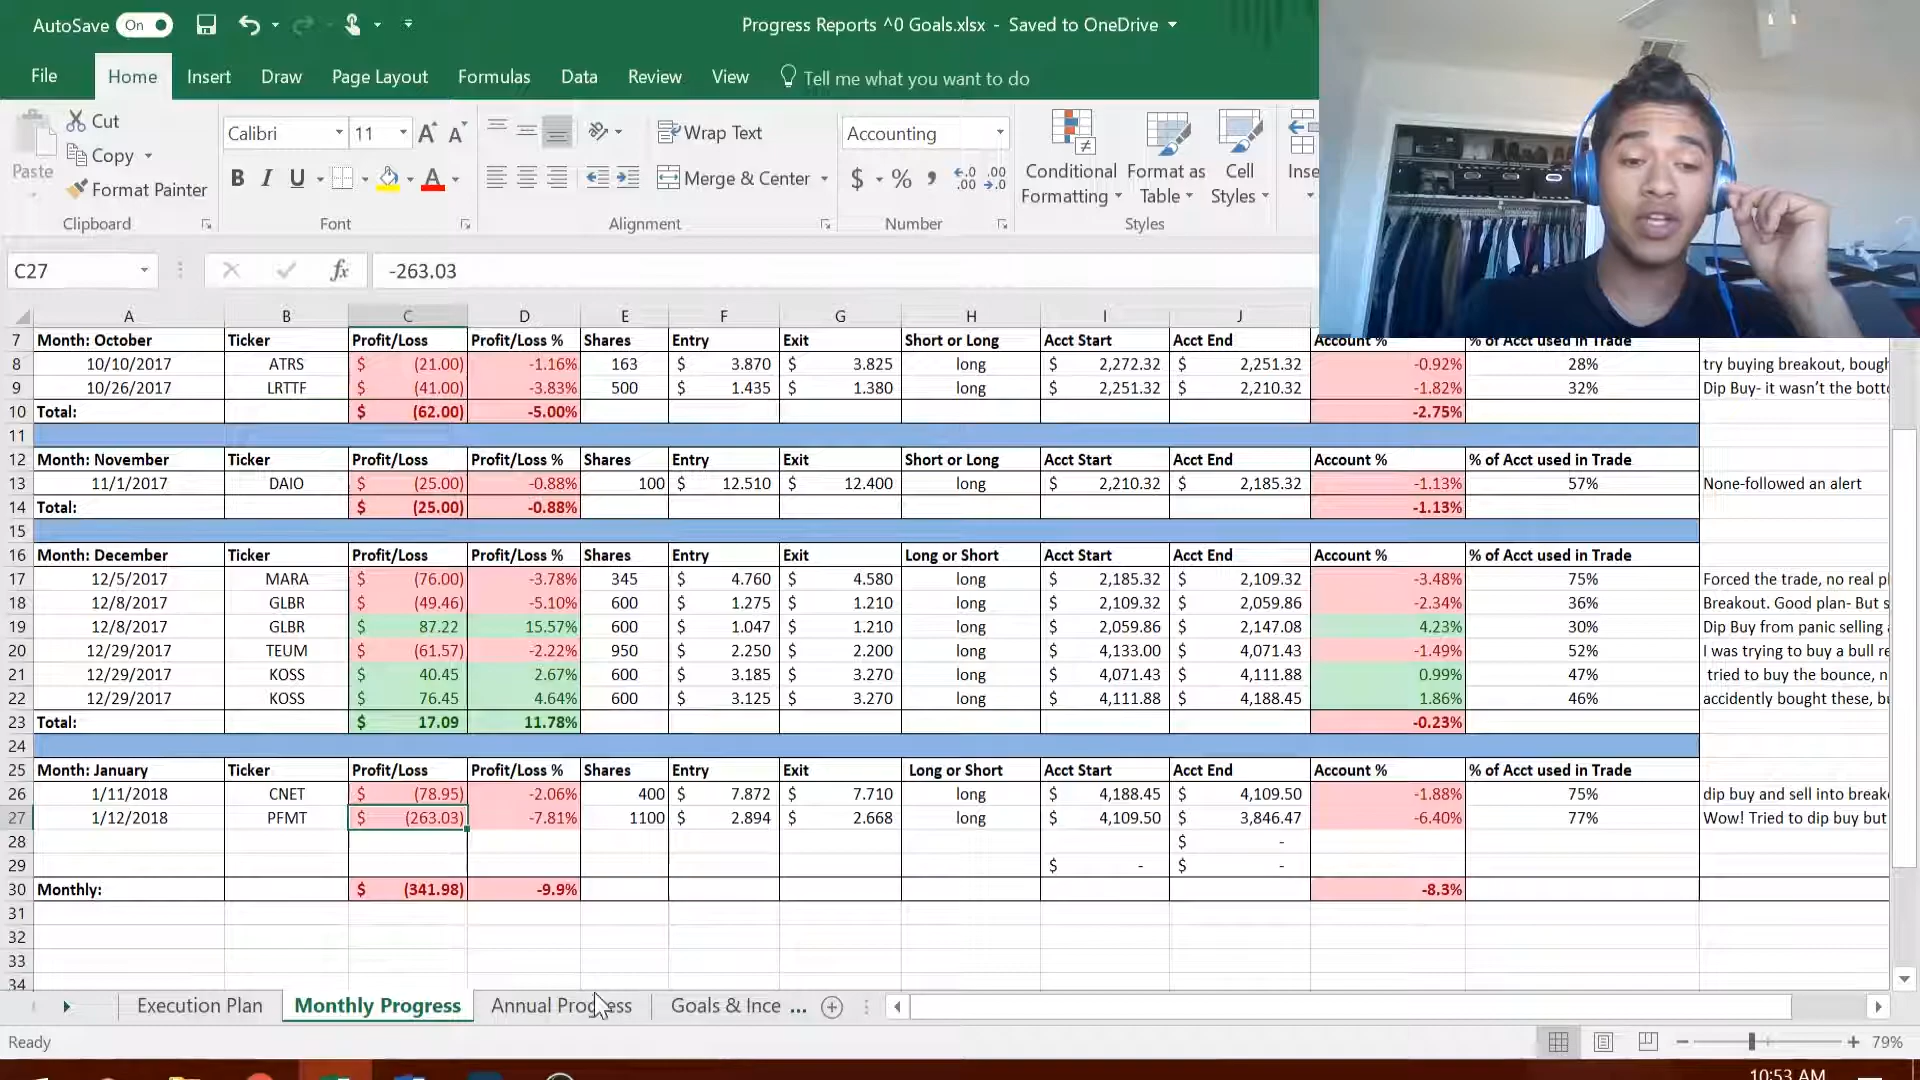 AutoSave On Progress Reports ^0 Goals.xlsx - Saved to OneDrive
File Home Insert Draw Page Layout Formulas Data Review View Tell me what you want to do
Paste Cut Copy Format Painter Clipboard
Calibri 11 A A B I U A Font
Wrap Text Merge & Center Alignment
Accounting $ % , .00 .00 Number
Conditional Formatting Format as Table Cell Styles Styles
Inse
C27 fx -263.03
A B C D E F G H I J
7 Month: October Ticker Profit/Loss Profit/Loss % Shares Entry Exit Short or Long Acct Start Acct End Account % % of Acct used in Trade
8 10/10/2017 ATRS $ (21.00) -1.16% 163 $ 3.870 $ 3.825 long $ 2,272.32 $ 2,251.32 -0.92% 28% try buying breakout, bough
9 10/26/2017 LRTTF $ (41.00) -3.83% 500 $ 1.435 $ 1.380 long $ 2,251.32 $ 2,210.32 -1.82% 32% Dip Buy- it wasn't the botto
10 Total: $ (62.00) -5.00% -2.75%
11
12 Month: November Ticker Profit/Loss Profit/Loss % Shares Entry Exit Short or Long Acct Start Acct End Account % % of Acct used in Trade
13 11/1/2017 DAIO $ (25.00) -0.88% 100 $ 12.510 $ 12.400 long $ 2,210.32 $ 2,185.32 -1.13% 57% None-followed an alert
14 Total: $ (25.00) -0.88% -1.13%
15
16 Month: December Ticker Profit/Loss Profit/Loss % Shares Entry Exit Long or Short Acct Start Acct End Account % % of Acct used in Trade
17 12/5/2017 MARA $ (76.00) -3.78% 345 $ 4.760 $ 4.580 long $ 2,185.32 $ 2,109.32 -3.48% 75% Forced the trade, no real pl
18 12/8/2017 GLBR $ (49.46) -5.10% 600 $ 1.275 $ 1.210 long $ 2,109.32 $ 2,059.86 -2.34% 36% Breakout. Good plan- But s
19 12/8/2017 GLBR $ 87.22 15.57% 600 $ 1.047 $ 1.210 long $ 2,059.86 $ 2,147.08 4.23% 30% Dip Buy from panic selling
20 12/29/2017 TEUM $ (61.57) -2.22% 950 $ 2.250 $ 2.200 long $ 4,133.00 $ 4,071.43 -1.49% 52% I was trying to buy a bull re
21 12/29/2017 KOSS $ 40.45 2.67% 600 $ 3.185 $ 3.270 long $ 4,071.43 $ 4,111.88 0.99% 47% tried to buy the bounce, n
22 12/29/2017 KOSS $ 76.45 4.64% 600 $ 3.125 $ 3.270 long $ 4,111.88 $ 4,188.45 1.86% 46% accidently bought these, bu
23 Total: $ 17.09 11.78% -0.23%
24
25 Month: January Ticker Profit/Loss Profit/Loss % Shares Entry Exit Long or Short Acct Start Acct End Account % % of Acct used in Trade
26 1/11/2018 CNET $ (78.95) -2.06% 400 $ 7.872 $ 7.710 long $ 4,188.45 $ 4,109.50 -1.88% 75% dip buy and sell into break
27 1/12/2018 PFMT $ (263.03) -7.81% 1100 $ 2.894 $ 2.668 long $ 4,109.50 $ 3,846.47 -6.40% 77% Wow! Tried to dip buy but
28 $ -
29 $ - $ -
30 Monthly: $ (341.98) -9.9% -8.3%
31
32
33
34
Execution Plan Monthly Progress Annual Progress Goals & Ince ...
Ready 79%
10:53 AM